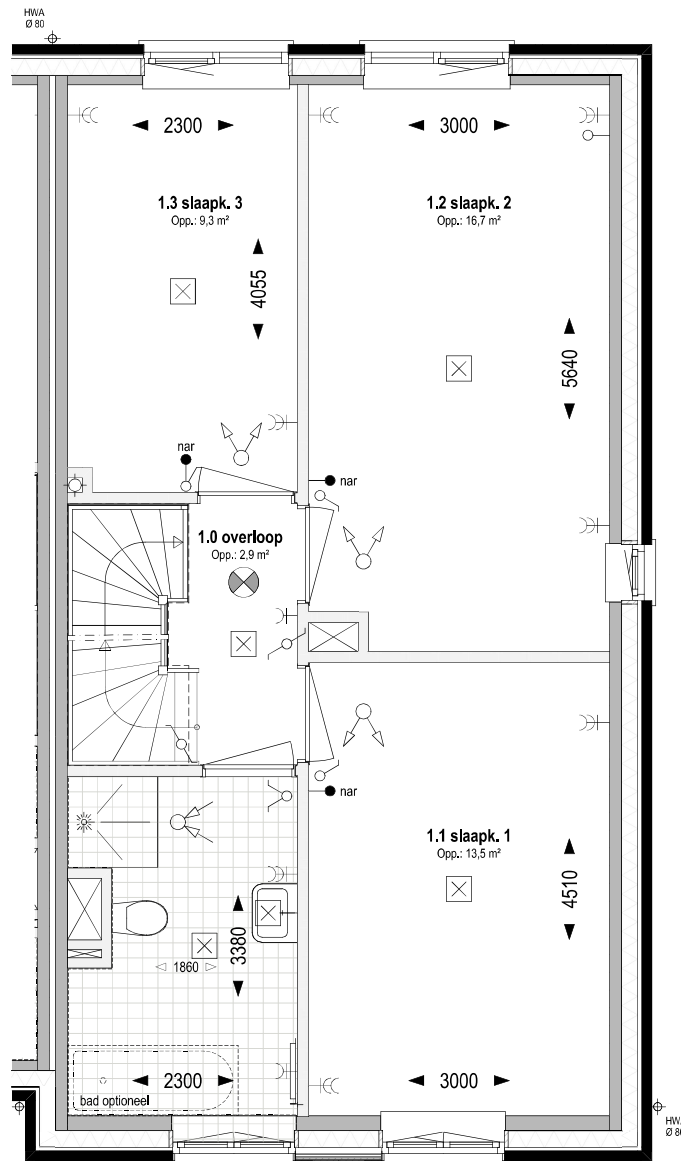 HWA
Ø 80
2300
3000
1.3 slaapk. 3
Opp.: 9,3 m²
1.2 slaapk. 2
Opp.: 16,7 m²
4055
5640
nar
nar
1.0 overloop
Opp.: 2,9 m²
nar
1.1 slaapk. 1
Opp.: 13,5 m²
4510
3380
1860
2300
3000
bad optioneel
HWA
Ø 80